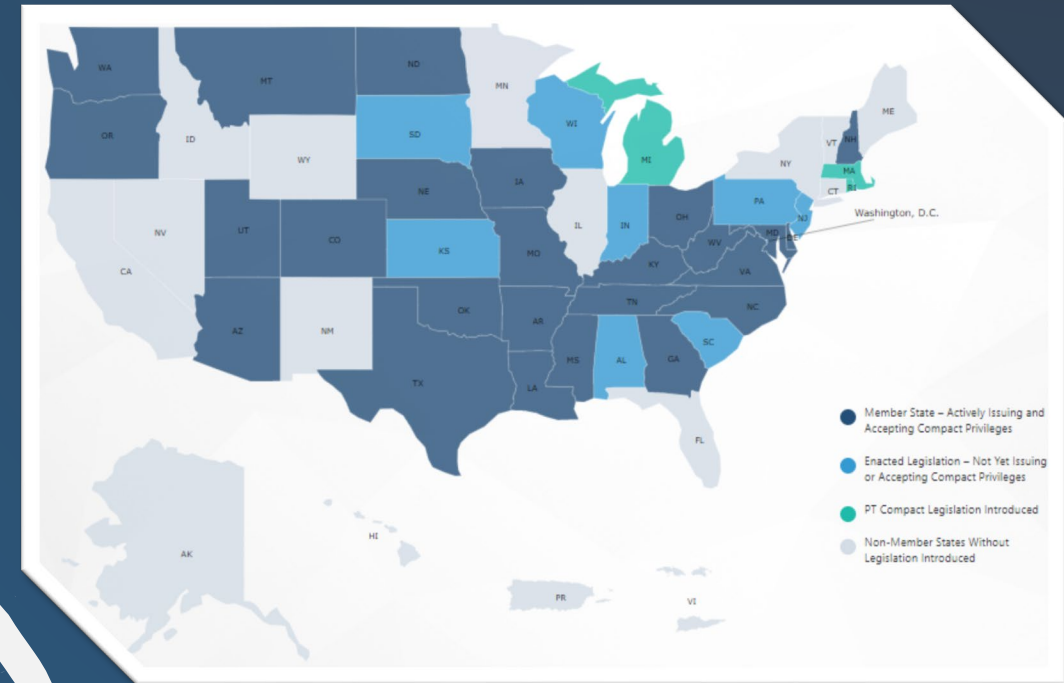 WA
MT
ND
MN
OR
ID
SD
WI
MI
ME
VT
NH
WY
NY
MA
CT
RI
NE
IA
PA
NJ
NV
UT
CO
IL
IN
OH
Washington, D.C.
MD
DE
KS
MO
WV
KY
VA
CA
AZ
NM
OK
AR
TN
NC
SC
MS
AL
GA
TX
LA
FL
Member State – Actively Issuing and
Accepting Compact Privileges
Enacted Legislation – Not Yet Issuing
or Accepting Compact Privileges
PT Compact Legislation Introduced
Non-Member States Without
Legislation Introduced
AK
HI
PR
VI